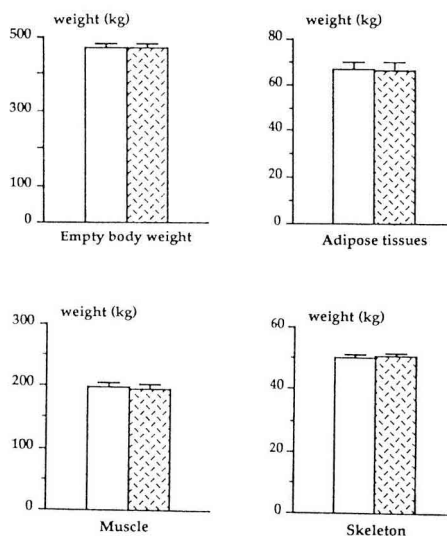 weight (kg)
500
300
100
0
Empty body weight
weight (kg)
80
60
40
20
0
Adipose tissues
weight (kg)
300
200
100
0
Muscle
weight (kg)
60
40
20
0
Skeleton